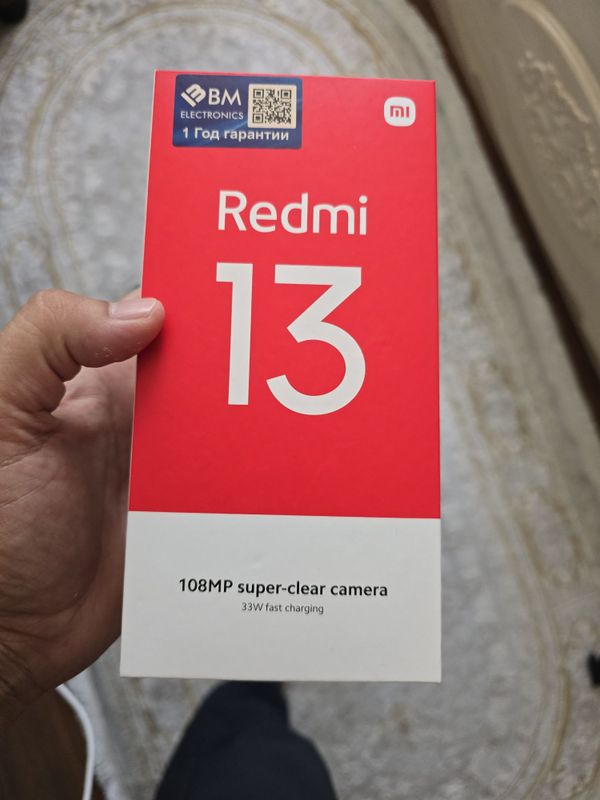 BM
ELECTRONICS
1 Год гарантии
mi
Redmi
13
108MP super-clear camera
33W fast charging